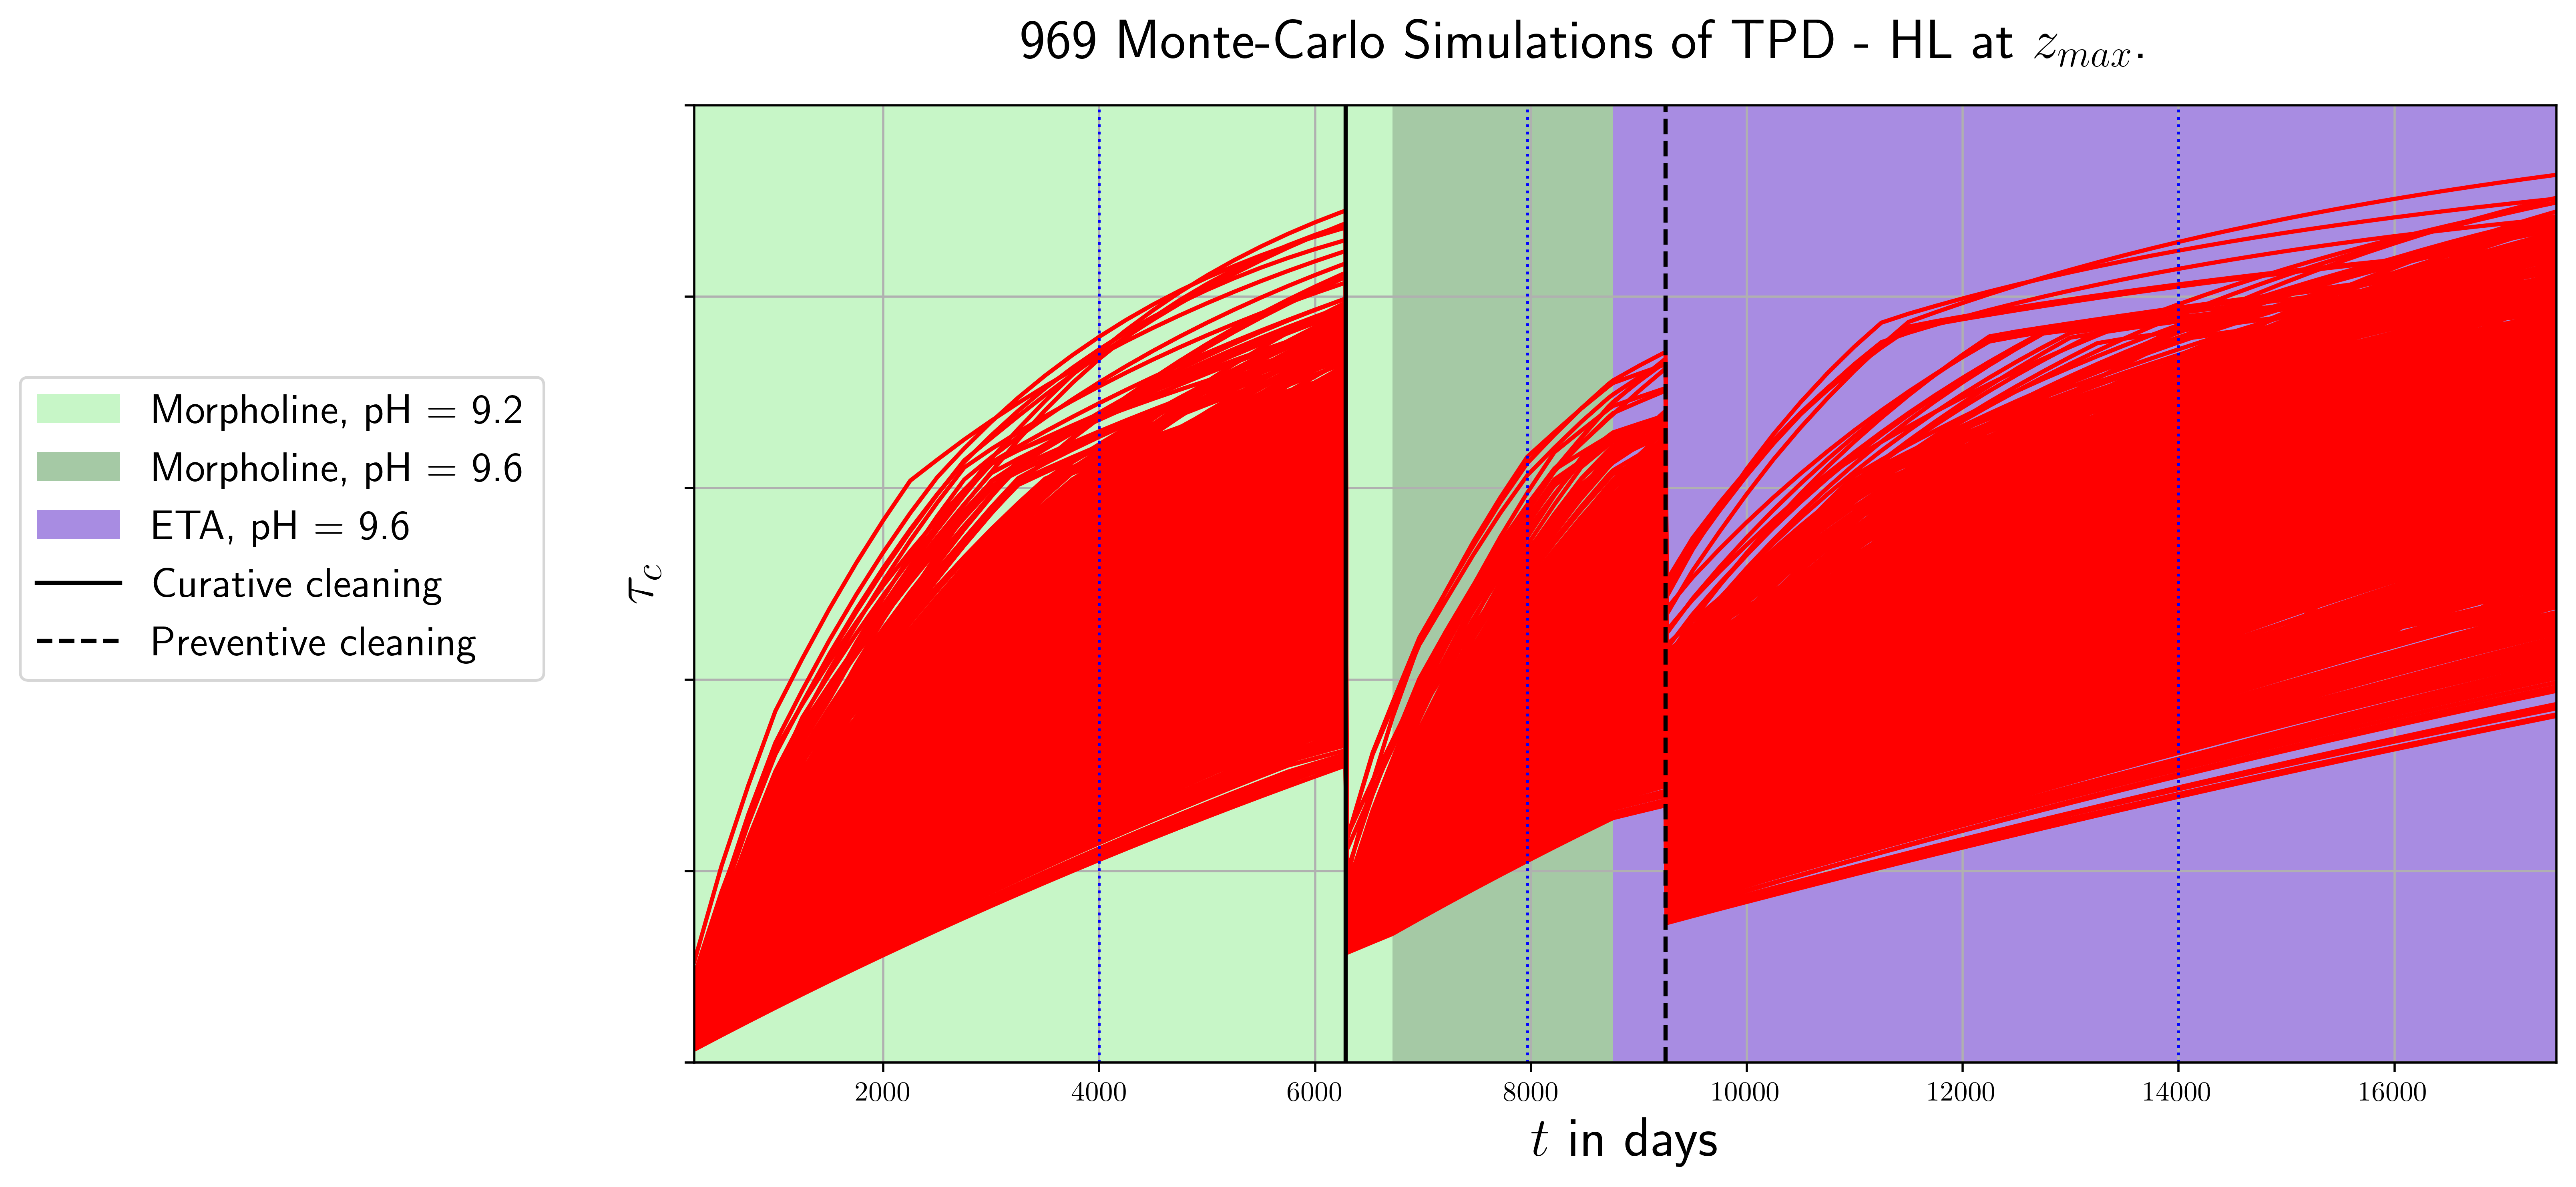 969 Monte-Carlo Simulations of TPD - HL at z_max.
Morpholine, pH = 9.2
Morpholine, pH = 9.6
ETA, pH = 9.6
Curative cleaning
Preventive cleaning
τ_c
2000 4000 6000 8000 10000 12000 14000 16000
t in days